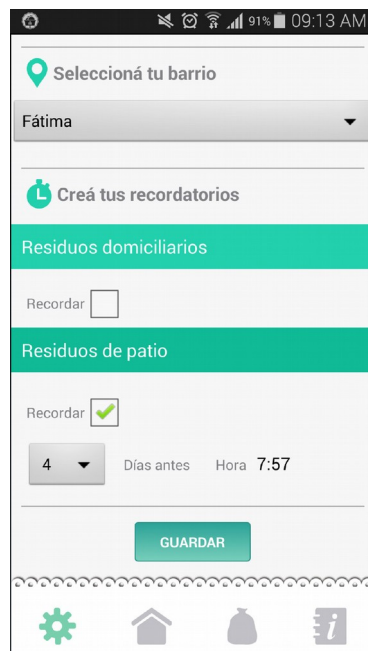 91% 09:13 AM
Seleccioná tu barrio
Fátima
Creá tus recordatorios
Residuos domiciliarios
Recordar
Residuos de patio
Recordar
4 Días antes Hora 7:57
GUARDAR
i